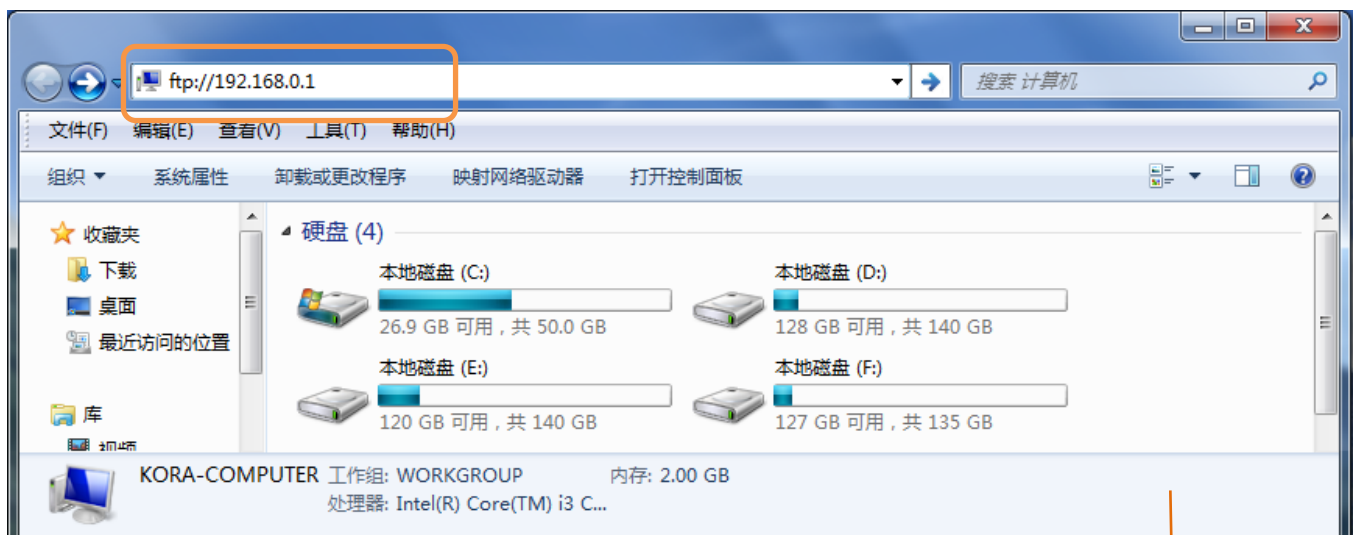 ftp://192.168.0.1
搜索 计算机
文件(F) 编辑(E) 查看(V) 工具(T) 帮助(H)
组织 系统属性 卸载或更改程序 映射网络驱动器 打开控制面板
收藏夹
下载
桌面
最近访问的位置
库
视频
硬盘 (4)
本地磁盘 (C:)
26.9 GB 可用，共 50.0 GB
本地磁盘 (D:)
128 GB 可用，共 140 GB
本地磁盘 (E:)
120 GB 可用，共 140 GB
本地磁盘 (F:)
127 GB 可用，共 135 GB
KORA-COMPUTER 工作组: WORKGROUP 内存: 2.00 GB
处理器: Intel(R) Core(TM) i3 C...